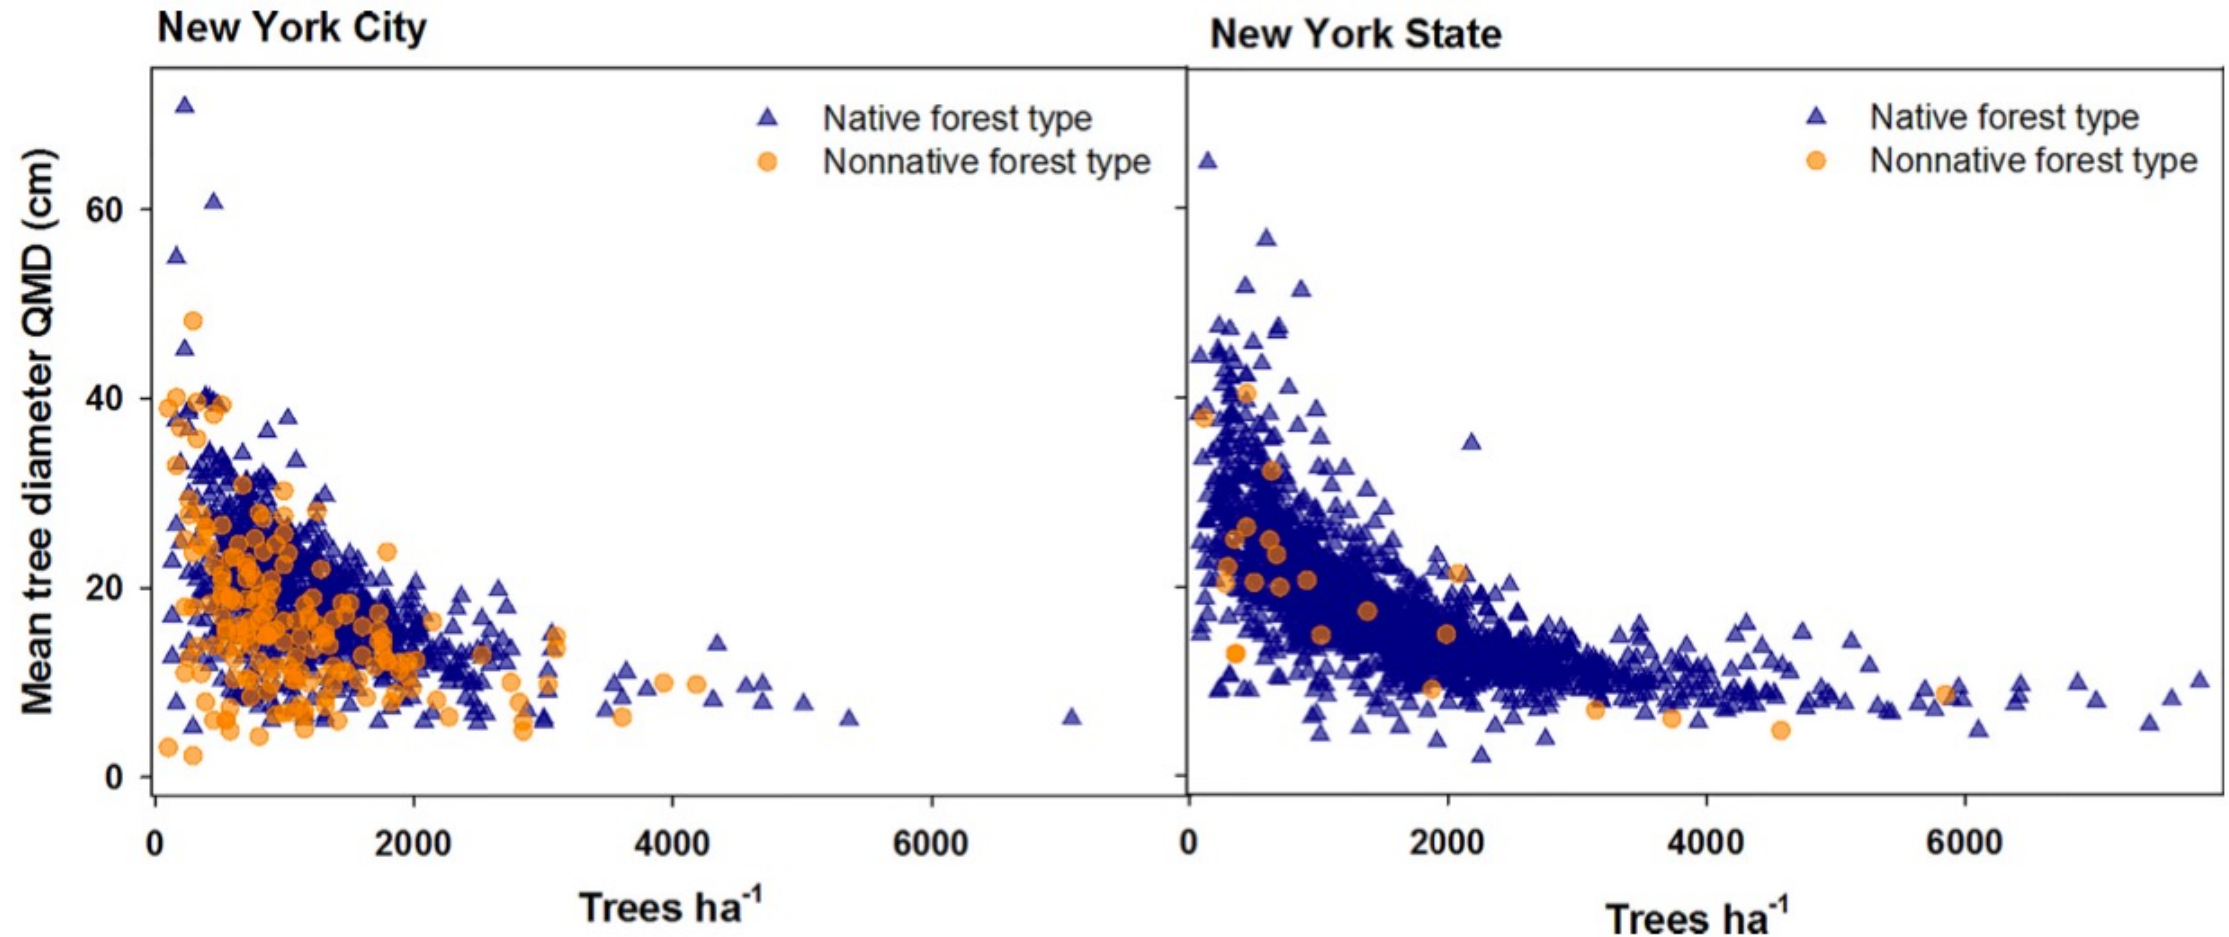 New York City
New York State
Native forest type
Nonnative forest type
Native forest type
Nonnative forest type
Mean tree diameter QMD (cm)
60
40
20
0
0 2000 4000 6000
0 2000 4000 6000
Trees ha⁻¹
Trees ha⁻¹